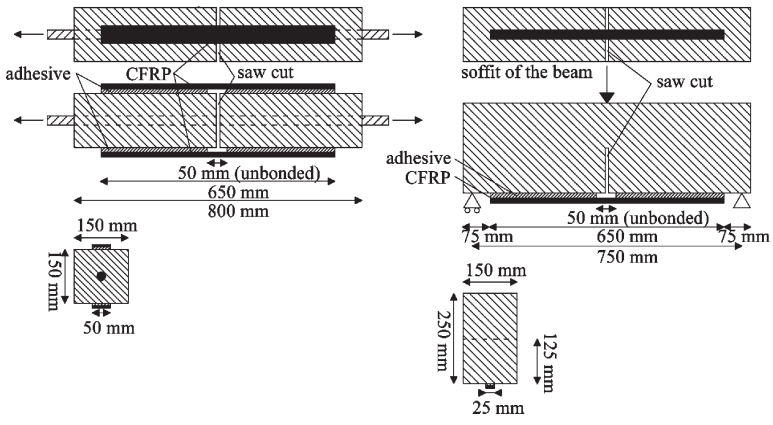 adhesive
CFRP
saw cut
50 mm (unbonded)
650 mm
800 mm
150 mm
150 mm
50 mm
soffit of the beam
saw cut
adhesive
CFRP
50 mm (unbonded)
75 mm
650 mm
75 mm
750 mm
150 mm
250 mm
125 mm
25 mm